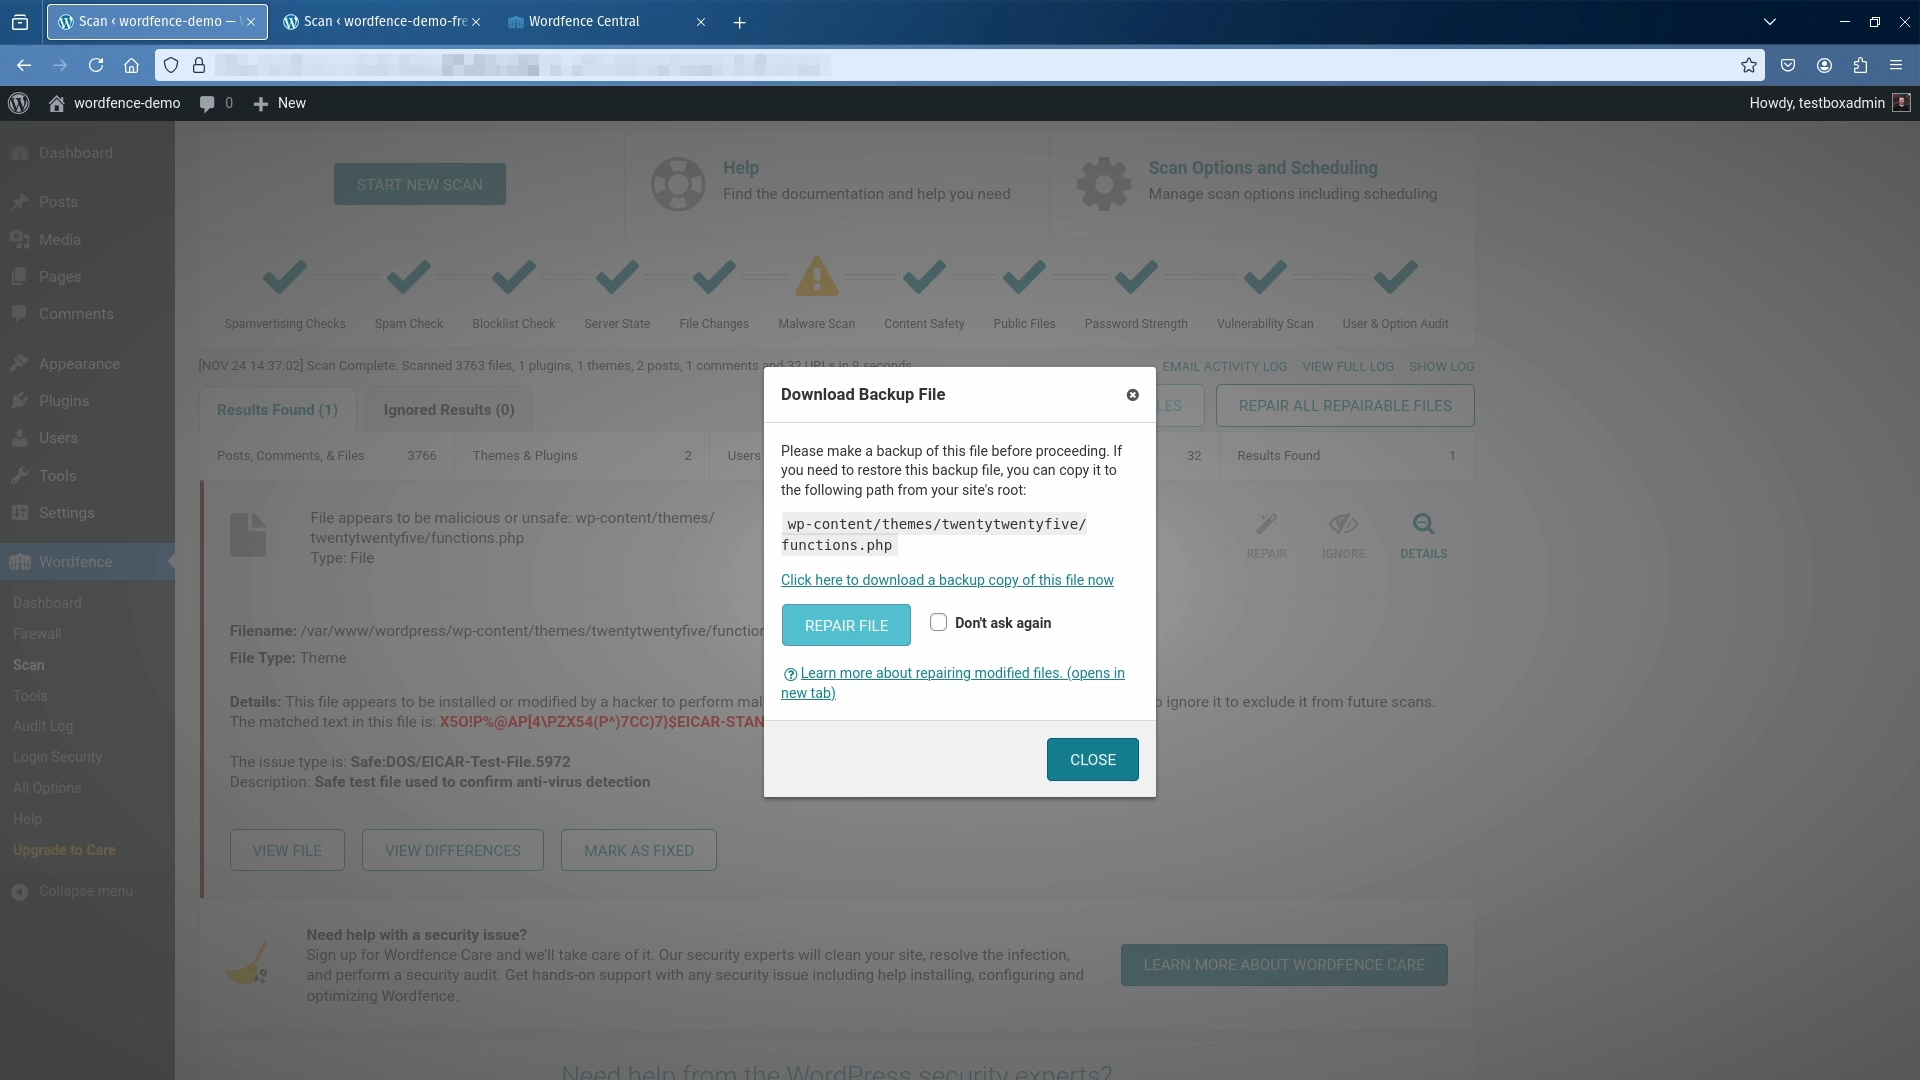 Scan ‹ wordfence-demo —
Scan ‹ wordfence-demo-fre
Wordfence Central
wordfence-demo
0
New
Howdy, testboxadmin
Dashboard
Posts
Media
Pages
Comments
Appearance
Plugins
Users
Tools
Settings
Wordfence
Dashboard
Firewall
Scan
Tools
Audit Log
Login Security
All Options
Help
Upgrade to Care
Collapse menu
START NEW SCAN
Help
Find the documentation and help you need
Scan Options and Scheduling
Manage scan options including scheduling
Spamvertising Checks
Spam Check
Blocklist Check
Server State
File Changes
Malware Scan
Content Safety
Public Files
Password Strength
Vulnerability Scan
User & Option Audit
[NOV 24 14:37:02] Scan Complete. Scanned 3763 files, 1 plugins, 1 themes, 2 posts, 1 comments and 32 URLs in 9 seconds.
EMAIL ACTIVITY LOG
VIEW FULL LOG
SHOW LOG
Results Found (1)
Ignored Results (0)
LES
REPAIR ALL REPAIRABLE FILES
Posts, Comments, & Files 3766
Themes & Plugins 2
Users
32
Results Found 1
File appears to be malicious or unsafe: wp-content/themes/
twentytwentyfive/functions.php
Type: File
REPAIR
IGNORE
DETAILS
Filename: /var/www/wordpress/wp-content/themes/twentytwentyfive/function
File Type: Theme
Details: This file appears to be installed or modified by a hacker to perform mal
o ignore it to exclude it from future scans.
The matched text in this file is: X5O!P%@AP[4\PZX54(P^)7CC)7}$EICAR-STAN
The issue type is: Safe:DOS/EICAR-Test-File.5972
Description: Safe test file used to confirm anti-virus detection
VIEW FILE
VIEW DIFFERENCES
MARK AS FIXED
Download Backup File
Please make a backup of this file before proceeding. If
you need to restore this backup file, you can copy it to
the following path from your site's root:
wp-content/themes/twentytwentyfive/
functions.php
Click here to download a backup copy of this file now
REPAIR FILE
Don't ask again
Learn more about repairing modified files. (opens in
new tab)
CLOSE
Need help with a security issue?
Sign up for Wordfence Care and we'll take care of it. Our security experts will clean your site, resolve the infection,
and perform a security audit. Get hands-on support with any security issue including help installing, configuring and
optimizing Wordfence.
LEARN MORE ABOUT WORDFENCE CARE
Need help from the WordPress security experts?